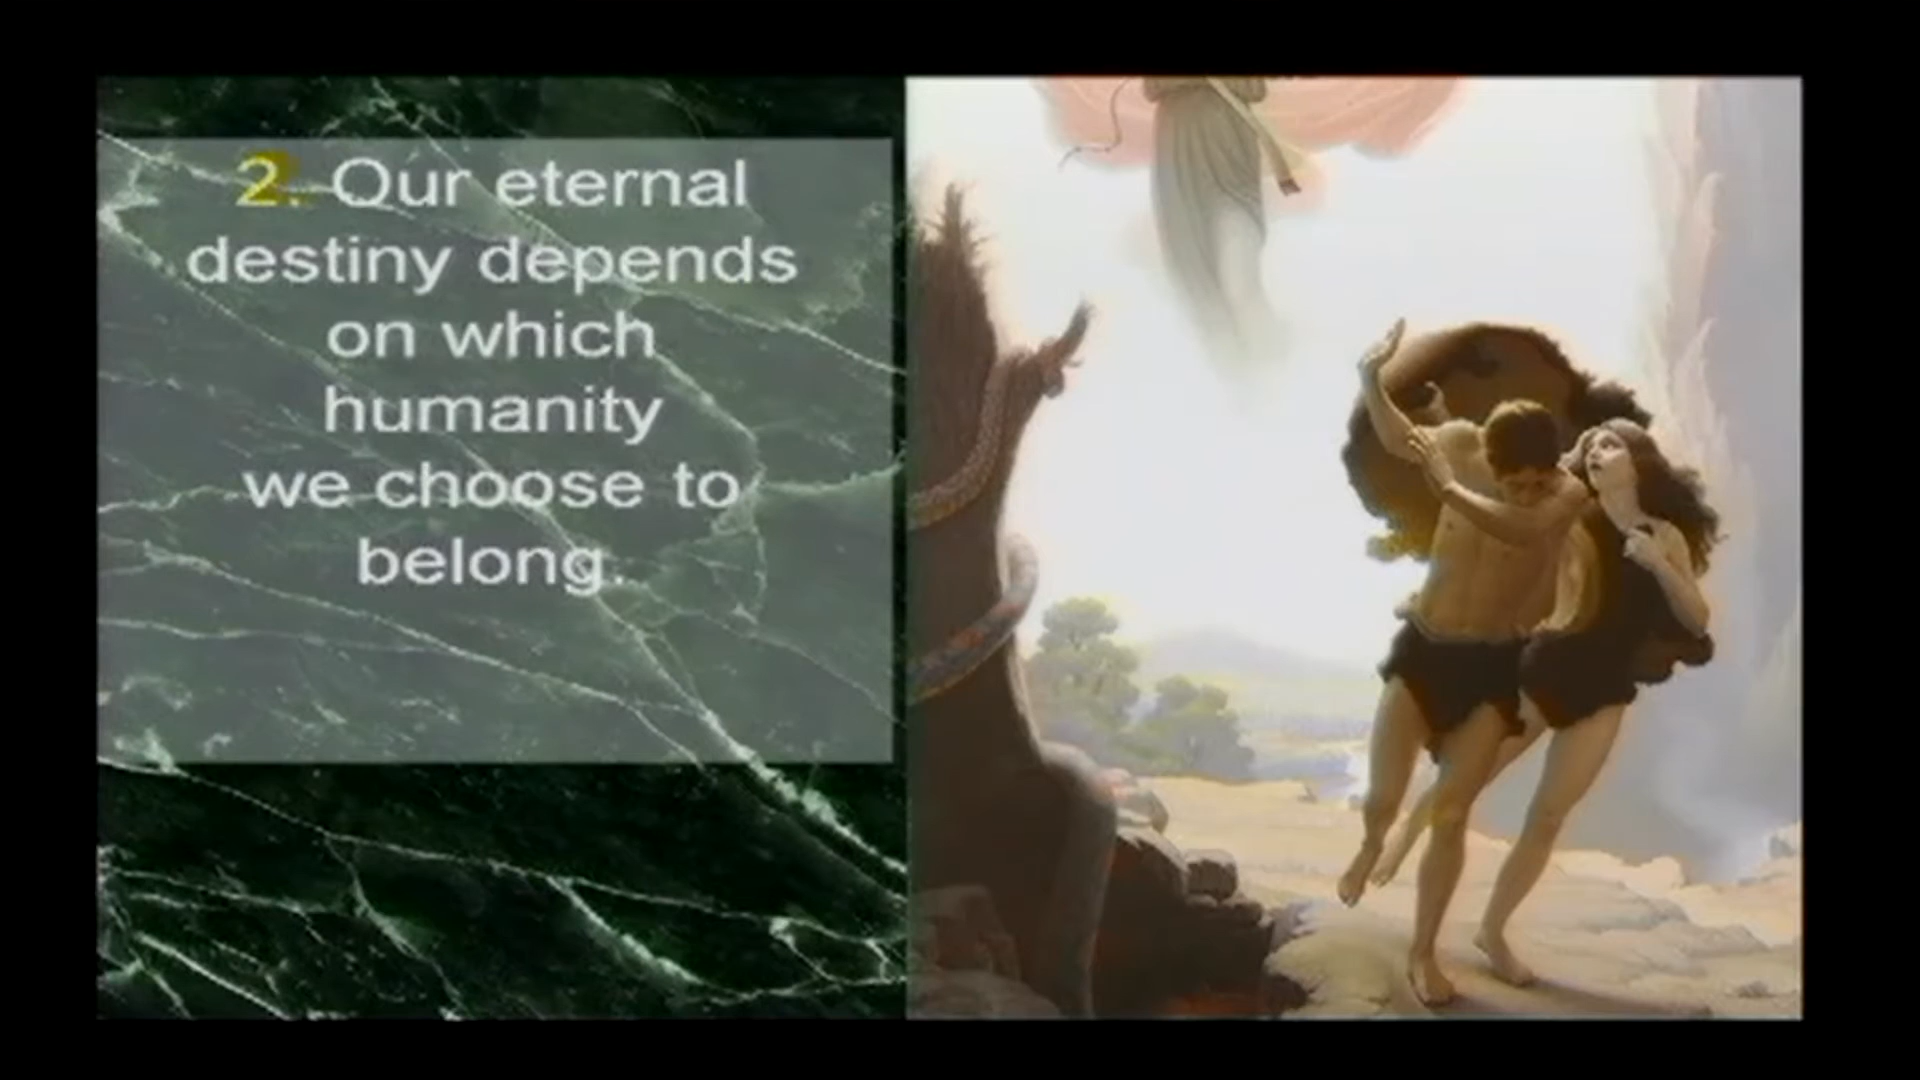 2. Our eternal
destiny depends
on which
humanity
we choose to
belong.